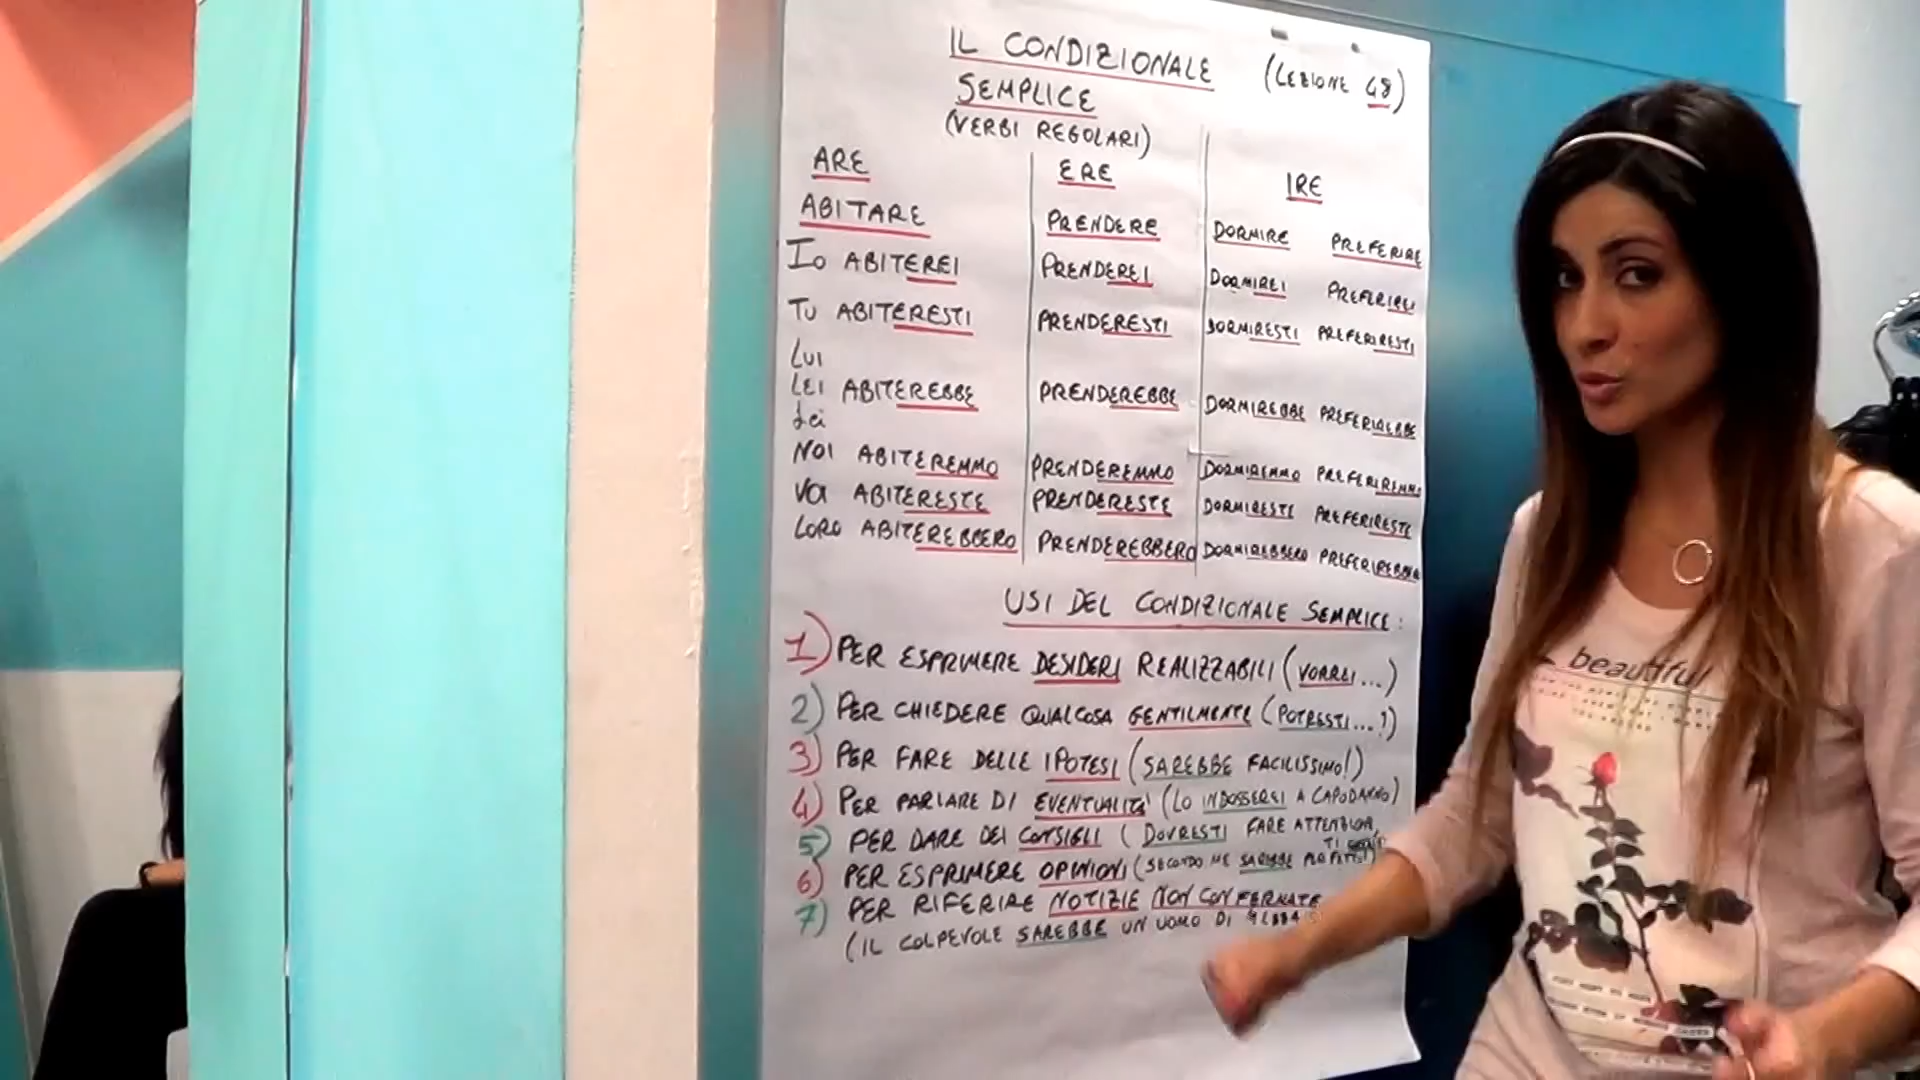 IL CONDIZIONALE (LEZIONE 48)
SEMPLICE
(VERBI REGOLARI)
ARE ERE IRE
ABITARE PRENDERE DORMIRE PREFERIRE
IO ABITEREI PRENDEREI DORMIREI PREFERIREI
TU ABITERESTI PRENDERESTI DORMIRESTI PREFERIRESTI
LUI
LEI ABITEREBBE PRENDEREBBE DORMIREBBE PREFERIREBBE
Lei
NOI ABITEREMMO PRENDEREMMO DORMIREMMO PREFERIREMMO
VOI ABITERESTE PRENDERESTE DORMIRESTE PREFERIRESTE
LORO ABITEREBBERO PRENDEREBBERO DORMIREBBERO PREFERIREBBERO
USI DEL CONDIZIONALE SEMPLICE:
1) PER ESPRIMERE DESIDERI REALIZZABILI (VORREI...)
2) PER CHIEDERE QUALCOSA GENTILMENTE (POTRESTI...?)
3) PER FARE DELLE IPOTESI (SAREBBE FACILISSIMO!)
4) PER PARLARE DI EVENTUALITA' (LO INDOSSEREI A CAPODANNO)
5) PER DARE DEI CONSIGLI (DOVRESTI FARE ATTENZIONE,
6) PER ESPRIMERE OPINIONI (SECONDO ME SAREBBE PERFETTO!)
7) PER RIFERIRE NOTIZIE NON CONFERMATE
(IL COLPEVOLE SAREBBE UN UOMO DI
beautiful